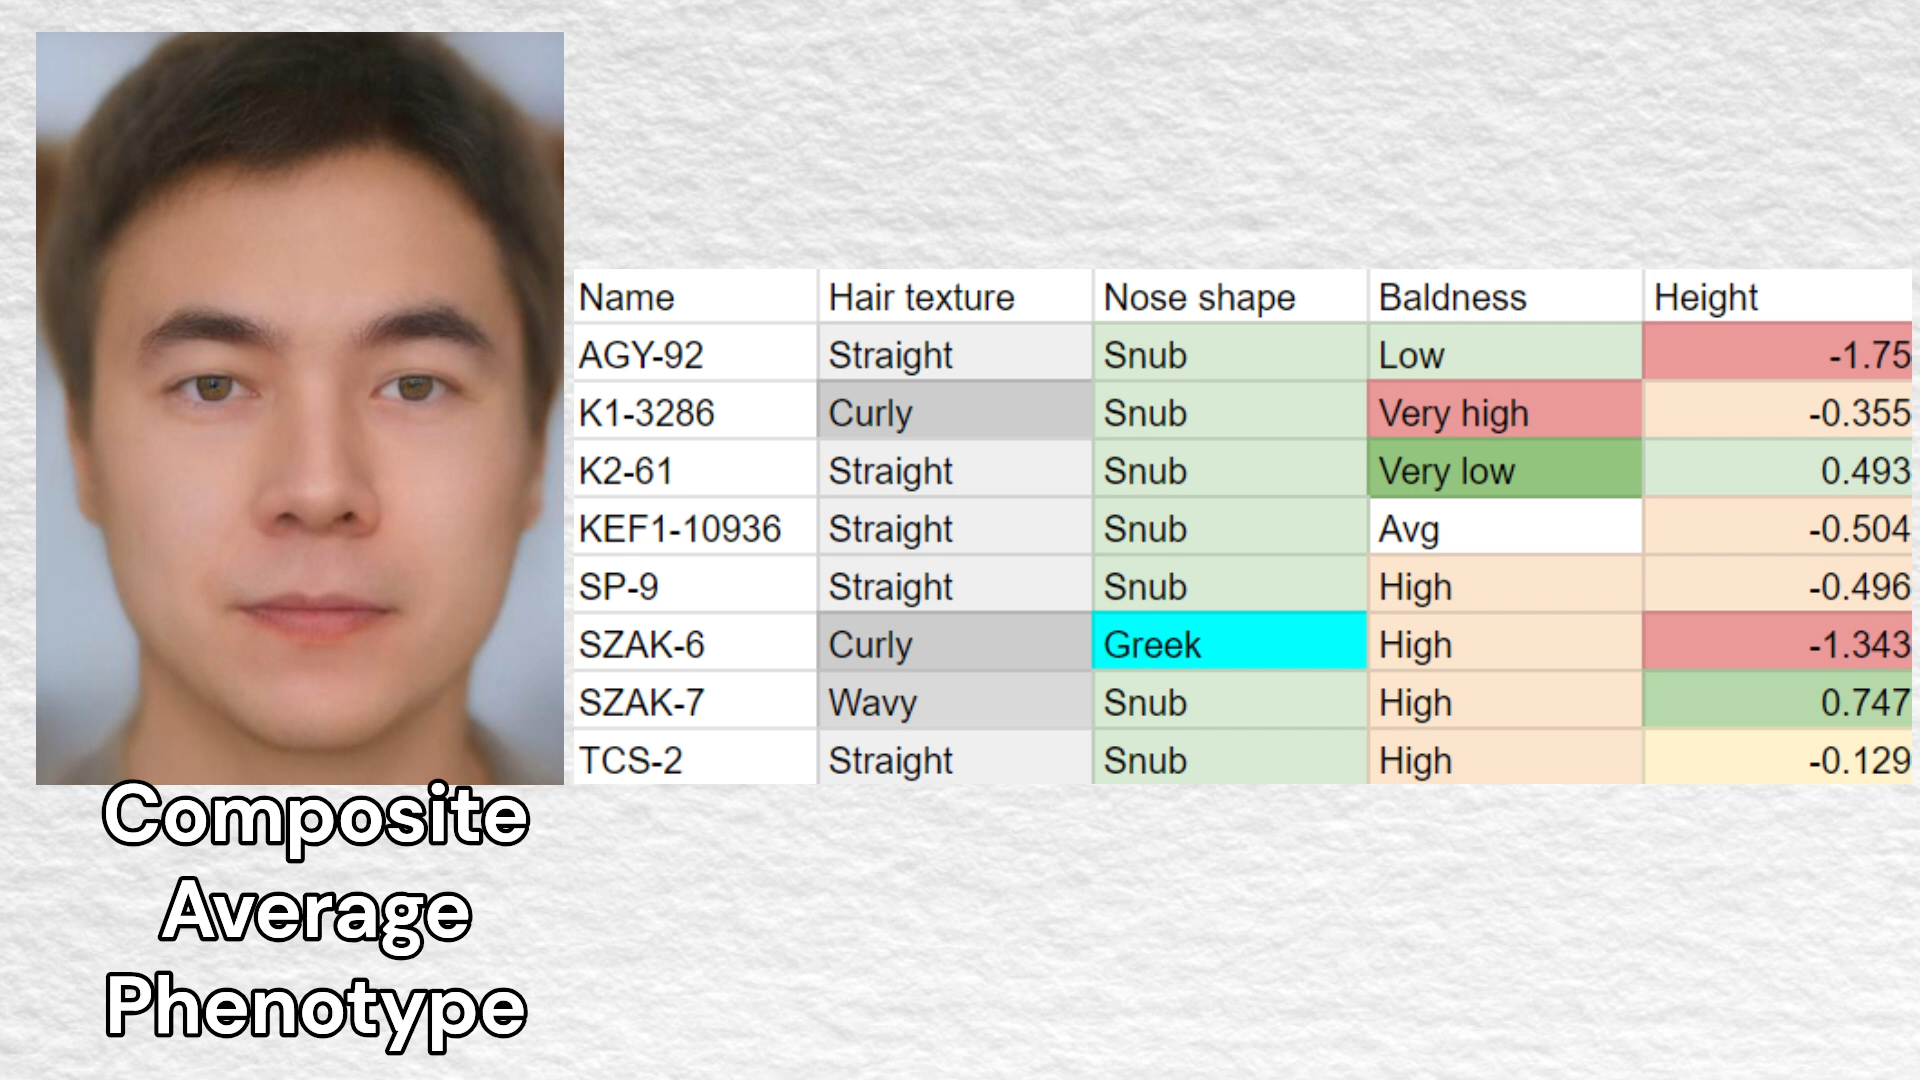 Name Hair texture Nose shape Baldness Height
AGY-92 Straight Snub Low -1.75
K1-3286 Curly Snub Very high -0.355
K2-61 Straight Snub Very low 0.493
KEF1-10936 Straight Snub Avg -0.504
SP-9 Straight Snub High -0.496
SZAK-6 Curly Greek High -1.343
SZAK-7 Wavy Snub High 0.747
TCS-2 Straight Snub High -0.129
Composite
Average
Phenotype